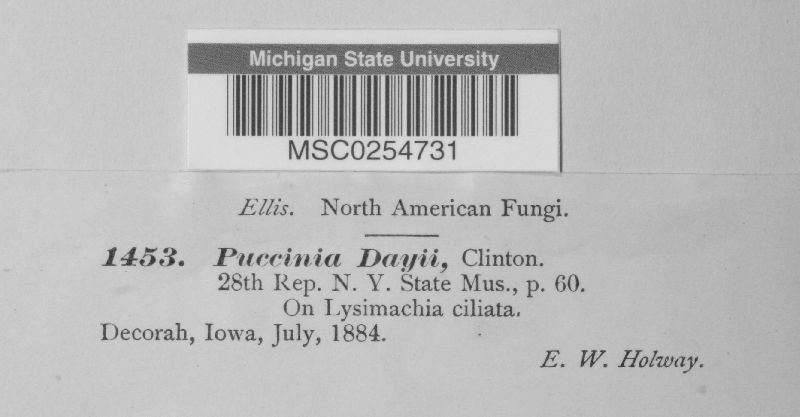 Michigan State University
MSC0254731
Ellis. North American Fungi.
1453. Puccinia Dayii, Clinton.
28th Rep. N. Y. State Mus., p. 60.
On Lysimachia ciliata.
Decorah, Iowa, July, 1884.
E. W. Holway.